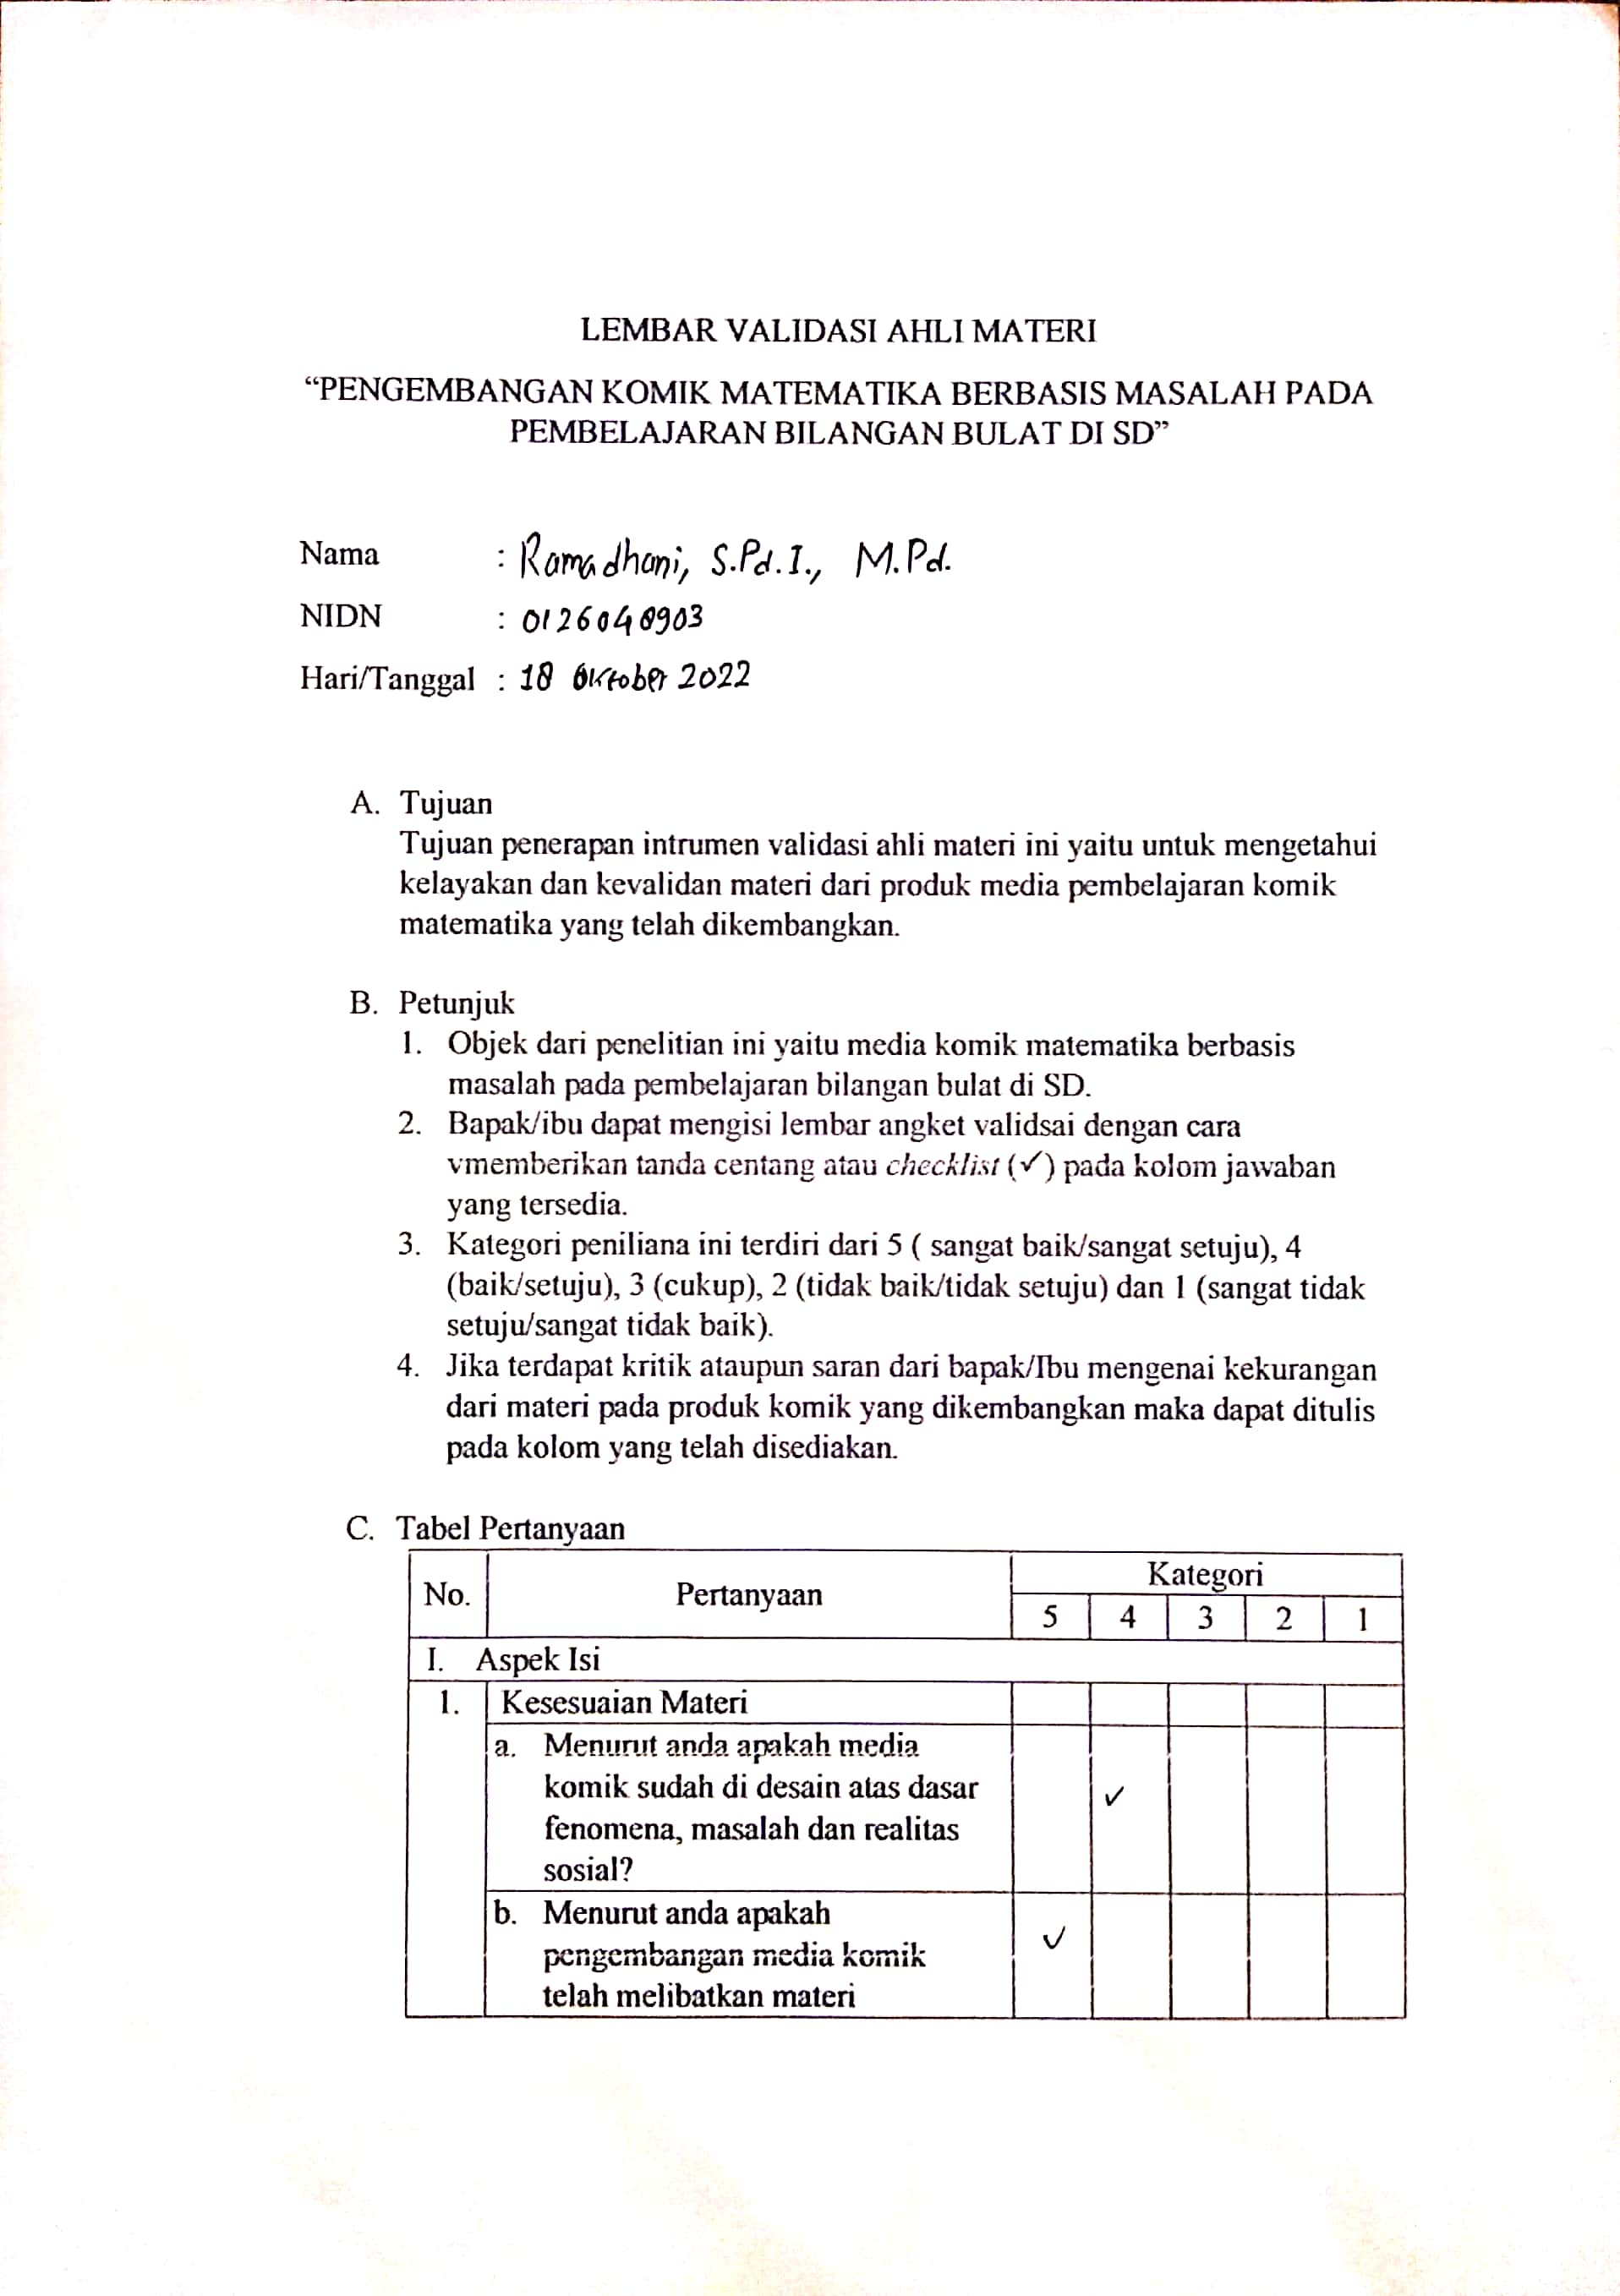 LEMBAR VALIDASI AHLI MATERI
“PENGEMBANGAN KOMIK MATEMATIKA BERBASIS MASALAH PADA
PEMBELAJARAN BILANGAN BULAT DI SD”
Nama : Ramadhani, S.Pd.I., M.Pd.
NIDN : 0126048903
Hari/Tanggal : 18 Oktober 2022
A. Tujuan
Tujuan penerapan intrumen validasi ahli materi ini yaitu untuk mengetahui
kelayakan dan kevalidan materi dari produk media pembelajaran komik
matematika yang telah dikembangkan.
B. Petunjuk
1. Objek dari penelitian ini yaitu media komik matematika berbasis
masalah pada pembelajaran bilangan bulat di SD.
2. Bapak/ibu dapat mengisi lembar angket validsai dengan cara
vmemberikan tanda centang atau checklist (✓) pada kolom jawaban
yang tersedia.
3. Kategori peniliana ini terdiri dari 5 ( sangat baik/sangat setuju), 4
(baik/setuju), 3 (cukup), 2 (tidak baik/tidak setuju) dan 1 (sangat tidak
setuju/sangat tidak baik).
4. Jika terdapat kritik ataupun saran dari bapak/Ibu mengenai kekurangan
dari materi pada produk komik yang dikembangkan maka dapat ditulis
pada kolom yang telah disediakan.
C. Tabel Pertanyaan
No. Pertanyaan Kategori
5 4 3 2 1
I. Aspek Isi
1. Kesesuaian Materi
a. Menurut anda apakah media
komik sudah di desain atas dasar ✓
fenomena, masalah dan realitas
sosial?
b. Menurut anda apakah ✓
pengembangan media komik
telah melibatkan materi